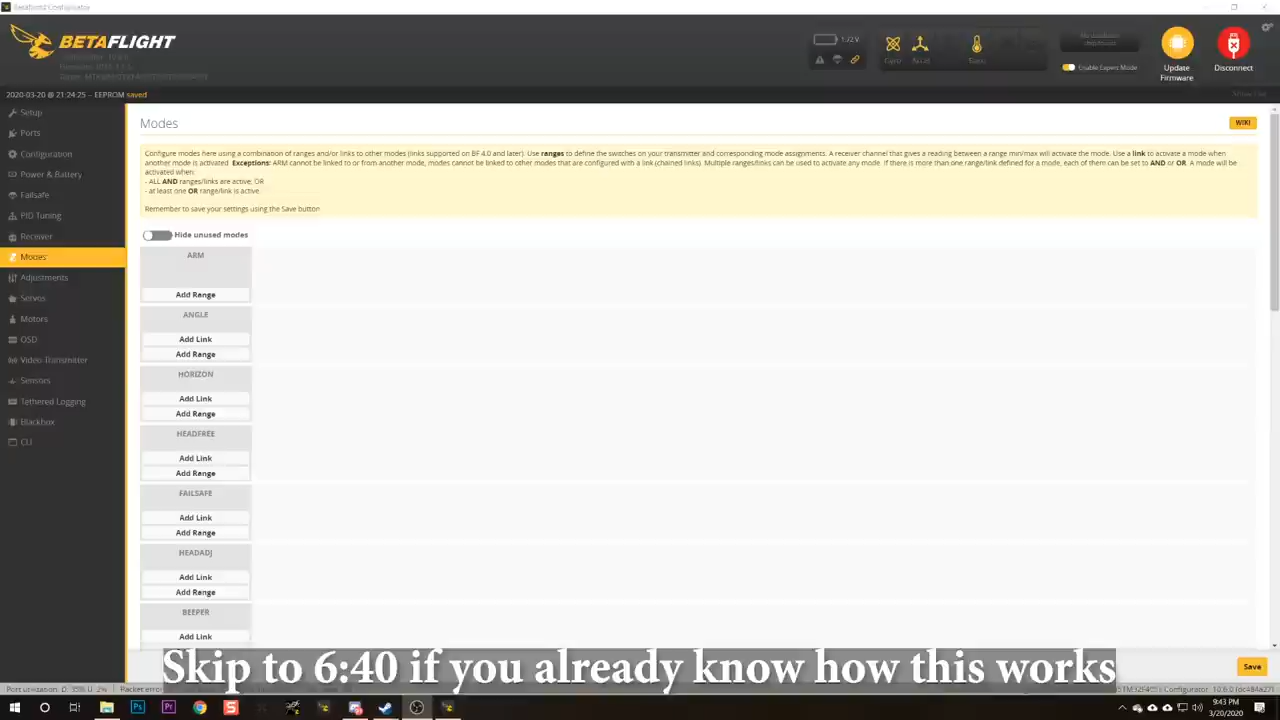 BetaFlight Configurator
BETAFLIGHT
Update
Firmware
Disconnect
Enable Expert Mode
2020-03-20 @ 21:24:25 -- EEPROM saved
Setup
Ports
Configuration
Power & Battery
Failsafe
PID Tuning
Receiver
Modes
Adjustments
Servos
Motors
OSD
Video Transmitter
Sensors
Tethered Logging
Blackbox
CLI
Modes
WIKI
Configure modes here using a combination of ranges and/or links to other modes (links supported on BF 4.0 and later). Use ranges to define the switches on your transmitter and corresponding mode assignments. A receiver channel that gives a reading between a range min/max will activate the mode. Use a link to activate a mode when
another mode is activated. Exceptions: ARM cannot be linked to or from another mode, modes cannot be linked to other modes that are configured with a link (chained links). Multiple ranges/links can be used to activate any mode. If there is more than one range/link defined for a mode, each of them can be set to AND or OR. A mode will be
activated when:
- ALL AND ranges/links are active; OR
- at least one OR range/link is active.
Remember to save your settings using the Save button
Hide unused modes
ARM
Add Range
ANGLE
Add Link
Add Range
HORIZON
Add Link
Add Range
HEADFREE
Add Link
Add Range
FAILSAFE
Add Link
Add Range
HEADADJ
Add Link
Add Range
BEEPER
Add Link
Save
Skip to 6:40 if you already know how this works
Port utilization:
Packet error
9:43 PM
3/20/2020